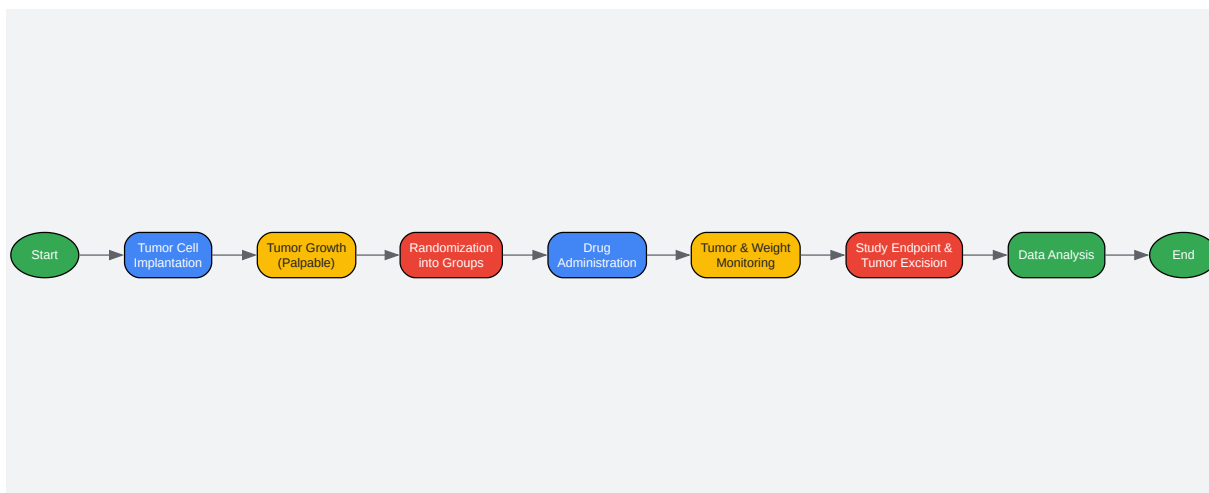 Start
Tumor Cell
Implantation
Tumor Growth
(Palpable)
Randomization
into Groups
Drug
Administration
Tumor & Weight
Monitoring
Study Endpoint &
Tumor Excision
Data Analysis
End